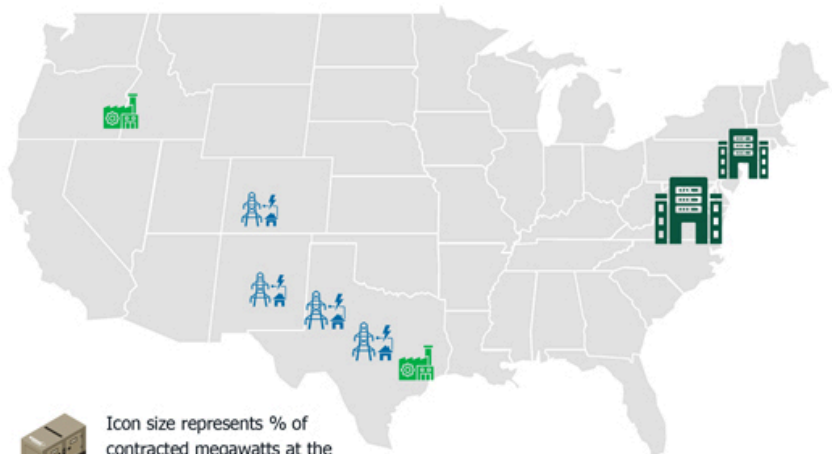 Icon size represents % of
contracted megawatts at the